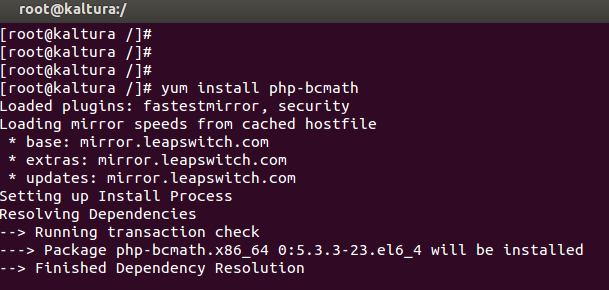 root@kaltura:/
[root@kaltura /]#
[root@kaltura /]#
[root@kaltura /]#
[root@kaltura /]# yum install php-bcmath
Loaded plugins: fastestmirror, security
Loading mirror speeds from cached hostfile
 * base: mirror.leapswitch.com
 * extras: mirror.leapswitch.com
 * updates: mirror.leapswitch.com
Setting up Install Process
Resolving Dependencies
--> Running transaction check
---> Package php-bcmath.x86_64 0:5.3.3-23.el6_4 will be installed
--> Finished Dependency Resolution